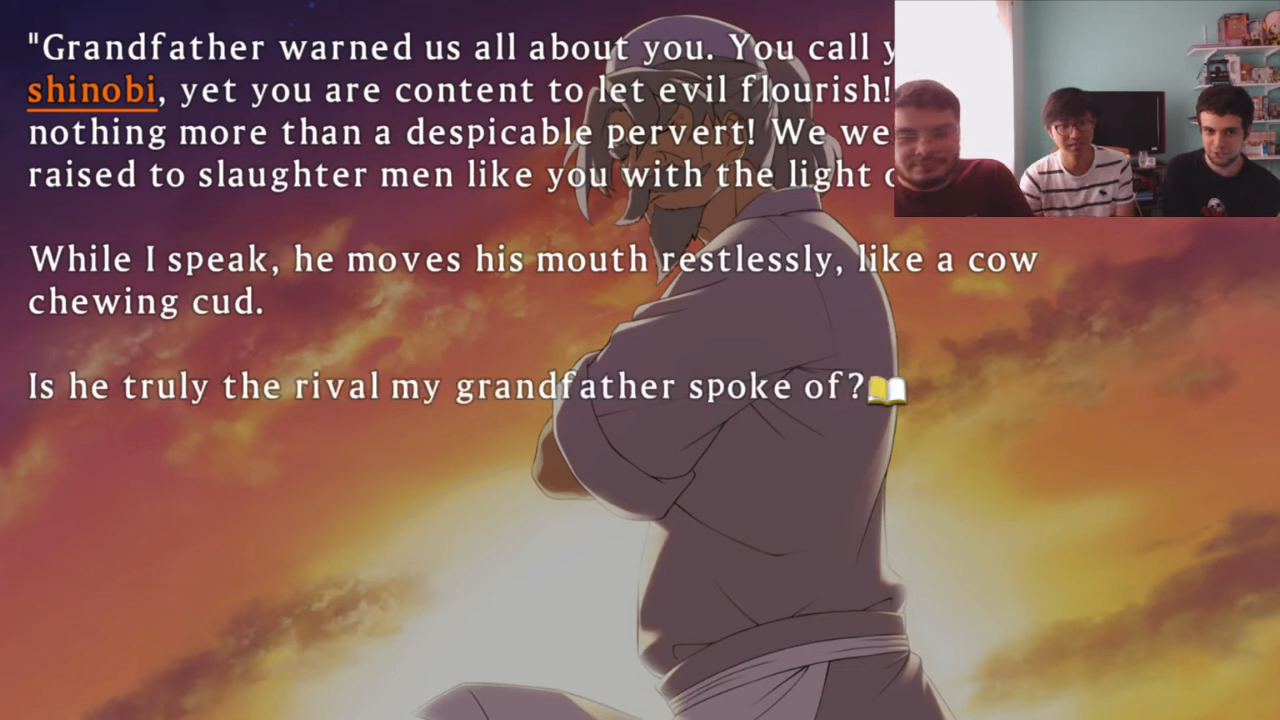 "Grandfather warned us all about you. You call
shinobi, yet you are content to let evil flourish!
nothing more than a despicable pervert! We
raised to slaughter men like you with the light
While I speak, he moves his mouth restlessly, like a cow
chewing cud.
Is he truly the rival my grandfather spoke of?